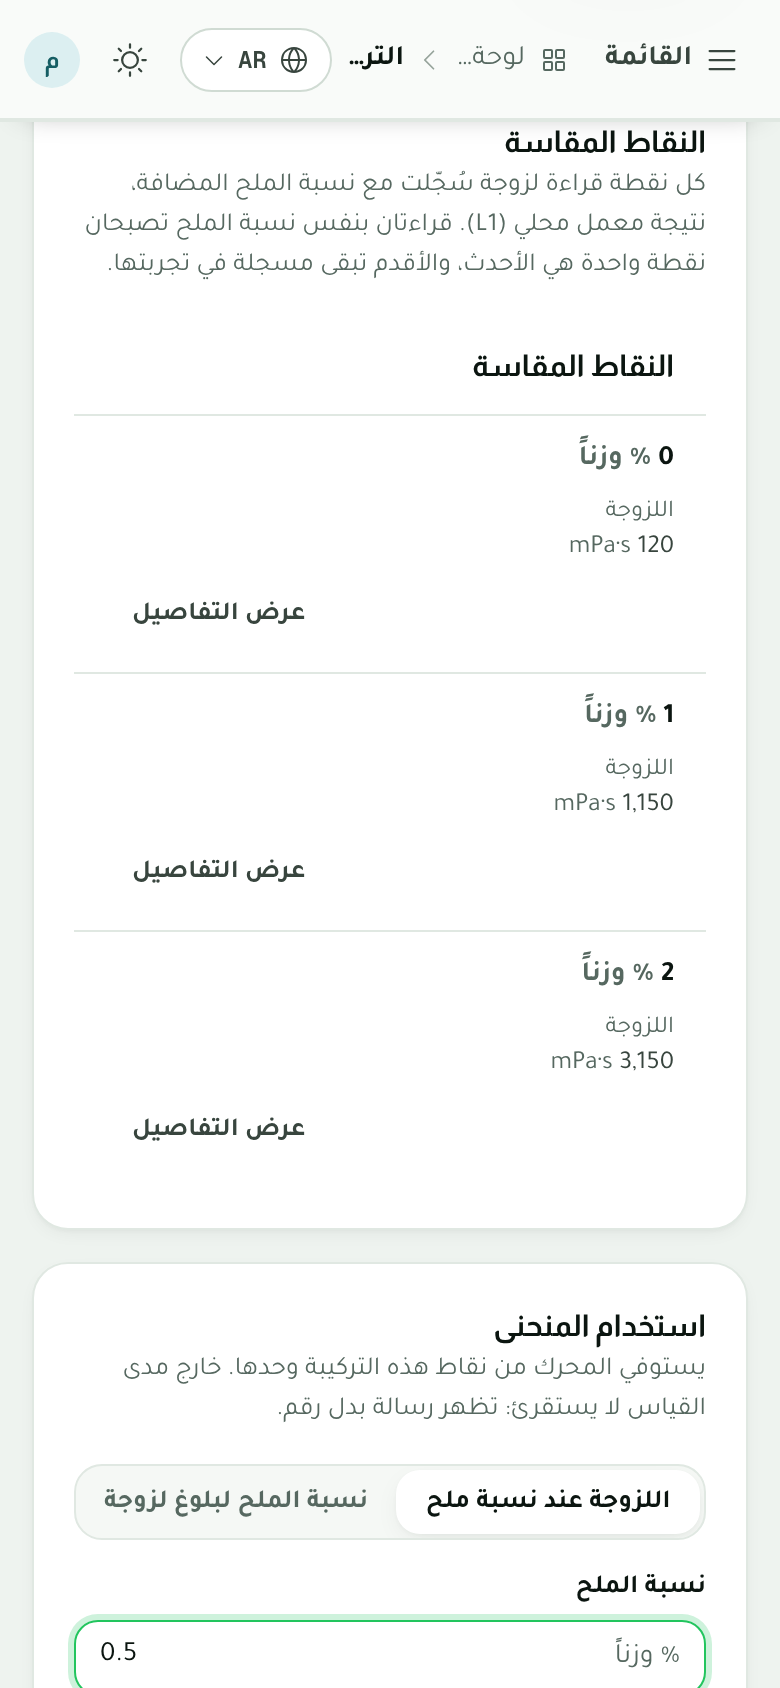 القائمة
لوحة...
التر...
AR
م
النقاط المقاسة
كل نقطة قراءة لزوجة سُجّلت مع نسبة الملح المضافة،
نتيجة معمل محلي (L1). قراءتان بنفس نسبة الملح تصبحان
نقطة واحدة هي الأحدث، والأقدم تبقى مسجلة في تجربتها.
النقاط المقاسة
0 % وزناً
اللزوجة
120 mPa·s
عرض التفاصيل
1 % وزناً
اللزوجة
1,150 mPa·s
عرض التفاصيل
2 % وزناً
اللزوجة
3,150 mPa·s
عرض التفاصيل
استخدام المنحنى
يستوفي المحرك من نقاط هذه التركيبة وحدها. خارج مدى
القياس لا يستقرئ: تظهر رسالة بدل رقم.
اللزوجة عند نسبة ملح
نسبة الملح لبلوغ لزوجة
نسبة الملح
% وزناً
0.5